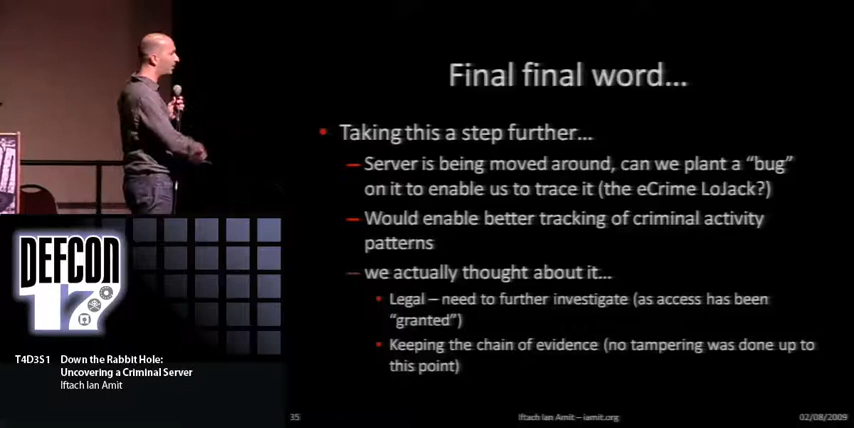 Final final word...
• Taking this a step further...
– Server is being moved around, can we plant a “bug”
on it to enable us to trace it (the eCrime LoJack?)
– Would enable better tracking of criminal activity
patterns
– we actually thought about it...
• Legal – need to further investigate (as access has been
“granted”)
• Keeping the chain of evidence (no tampering was done up to
this point)
35
Iftach Ian Amit – iamit.org
02/08/2009
DEFCON
17
T4D3S1 Down the Rabbit Hole:
Uncovering a Criminal Server
Iftach Ian Amit